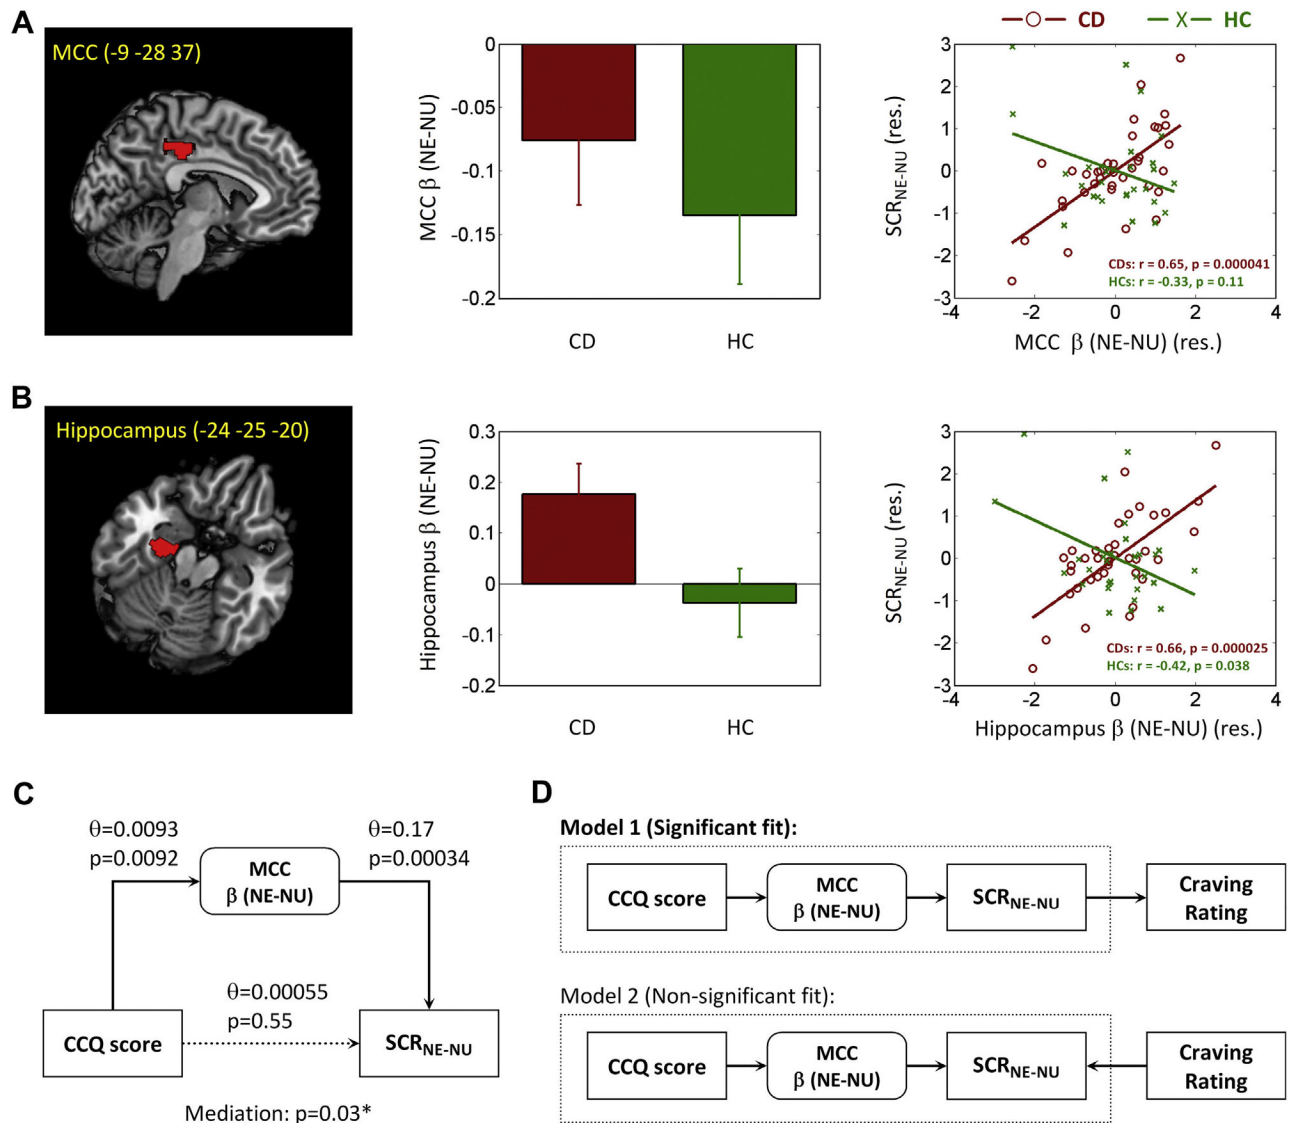 A
MCC (-9 -28 37)
0
-0.05
-0.1
-0.15
-0.2
MCC β (NE-NU)
CD
HC
CD
X HC
3
2
1
0
-1
-2
-3
SCRNE-NU (res.)
CDs: r = 0.65, p = 0.000041
HCs: r = -0.33, p = 0.11
-4 -2 0 2 4
MCC β (NE-NU) (res.)
B
Hippocampus (-24 -25 -20)
0.3
0.2
0.1
0
-0.1
-0.2
Hippocampus β (NE-NU)
CD
HC
3
2
1
0
-1
-2
-3
SCRNE-NU (res.)
CDs: r = 0.66, p = 0.000025
HCs: r = -0.42, p = 0.038
-4 -2 0 2 4
Hippocampus β (NE-NU) (res.)
C
θ=0.0093
p=0.0092
MCC
β (NE-NU)
θ=0.17
p=0.00034
θ=0.00055
p=0.55
CCQ score
SCRNE-NU
Mediation: p=0.03*
D
Model 1 (Significant fit):
CCQ score
MCC
β (NE-NU)
SCRNE-NU
Craving
Rating
Model 2 (Non-significant fit):
CCQ score
MCC
β (NE-NU)
SCRNE-NU
Craving
Rating